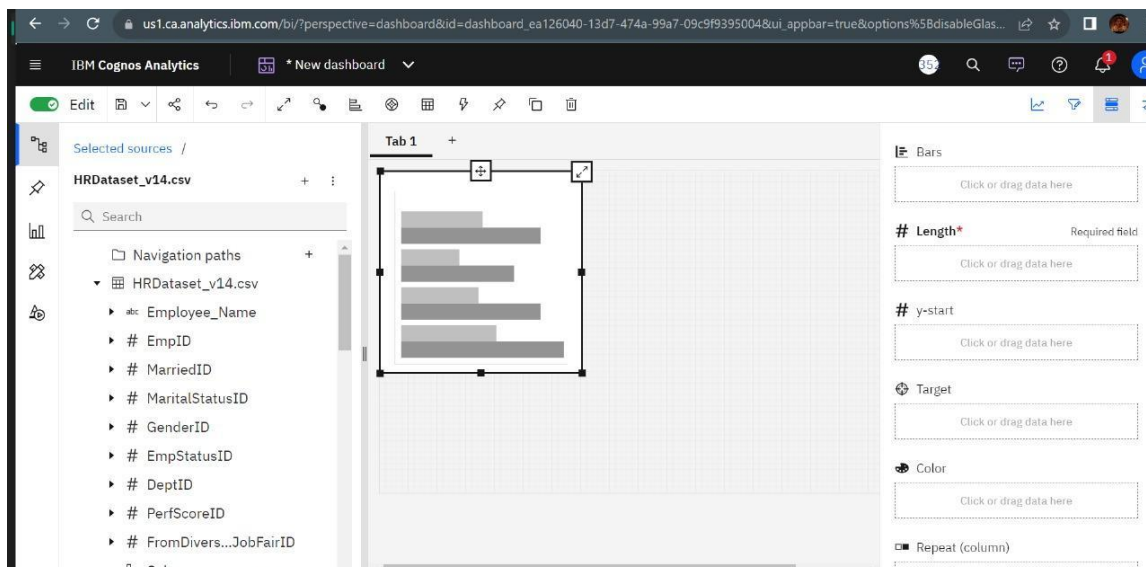 us1.ca.analytics.ibm.com/bi/?perspective=dashboard&id=dashboard_ea126040-13d7-474a-99a7-09c9f9395004&ui_appbar=true&options%5BdisableGlas...
IBM Cognos Analytics
* New dashboard
352
1
Edit
Selected sources /
HRDataset_v14.csv
Search
Navigation paths
HRDataset_v14.csv
abc Employee_Name
# EmpID
# MarriedID
# MaritalStatusID
# GenderID
# EmpStatusID
# DeptID
# PerfScoreID
# FromDivers...JobFairID
Tab 1
Bars
Click or drag data here
# Length*
Required field
Click or drag data here
# y-start
Click or drag data here
Target
Click or drag data here
Color
Click or drag data here
Repeat (column)